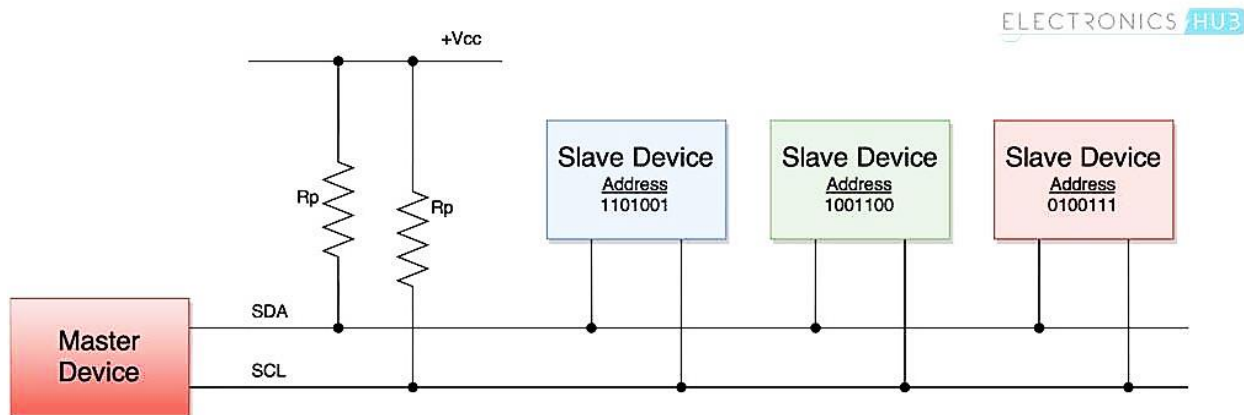 ELECTRONICS HUB
+Vcc
Slave Device
Address
1101001
Slave Device
Address
1001100
Slave Device
Address
0100111
Rp
Rp
SDA
Master
Device
SCL